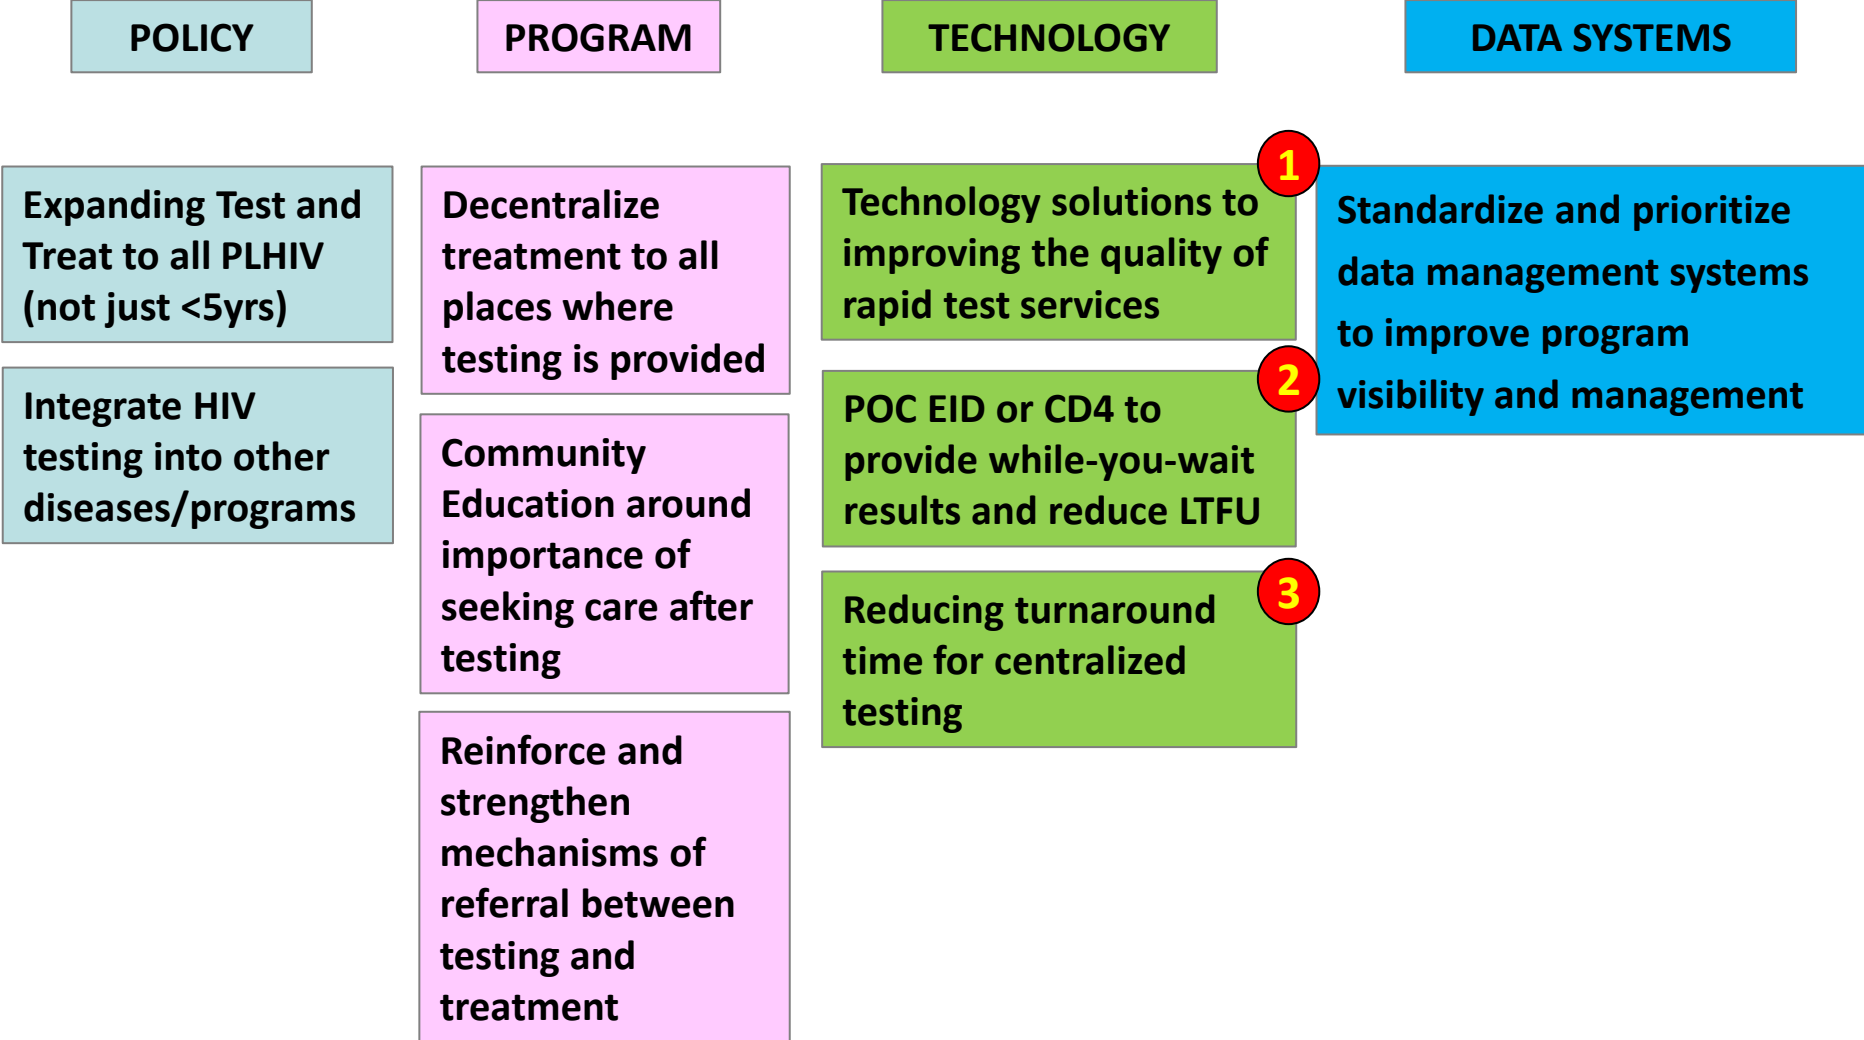 POLICY
PROGRAM
TECHNOLOGY
DATA SYSTEMS
Expanding Test and
Treat to all PLHIV
(not just <5yrs)
Integrate HIV
testing into other
diseases/programs
Decentralize
treatment to all
places where
testing is provided
Community
Education around
importance of
seeking care after
testing
Reinforce and
strengthen
mechanisms of
referral between
testing and
treatment
1
Technology solutions to
improving the quality of
rapid test services
2
POC EID or CD4 to
provide while-you-wait
results and reduce LTFU
3
Reducing turnaround
time for centralized
testing
Standardize and prioritize
data management systems
to improve program
visibility and management